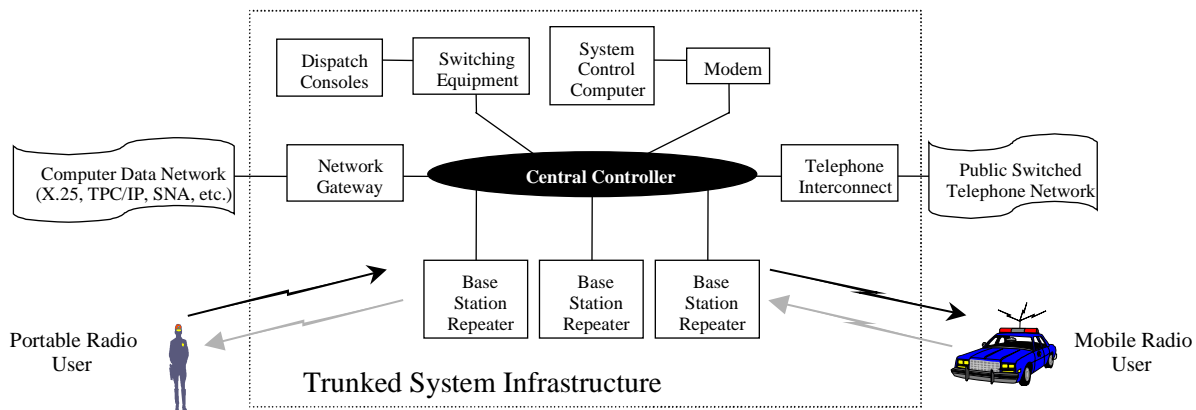 Dispatch
Consoles
Switching
Equipment
System
Control
Computer
Modem
Computer Data Network
(X.25, TPC/IP, SNA, etc.)
Network
Gateway
Central Controller
Telephone
Interconnect
Public Switched
Telephone Network
Base
Station
Repeater
Base
Station
Repeater
Base
Station
Repeater
Portable Radio
User
Mobile Radio
User
Trunked System Infrastructure